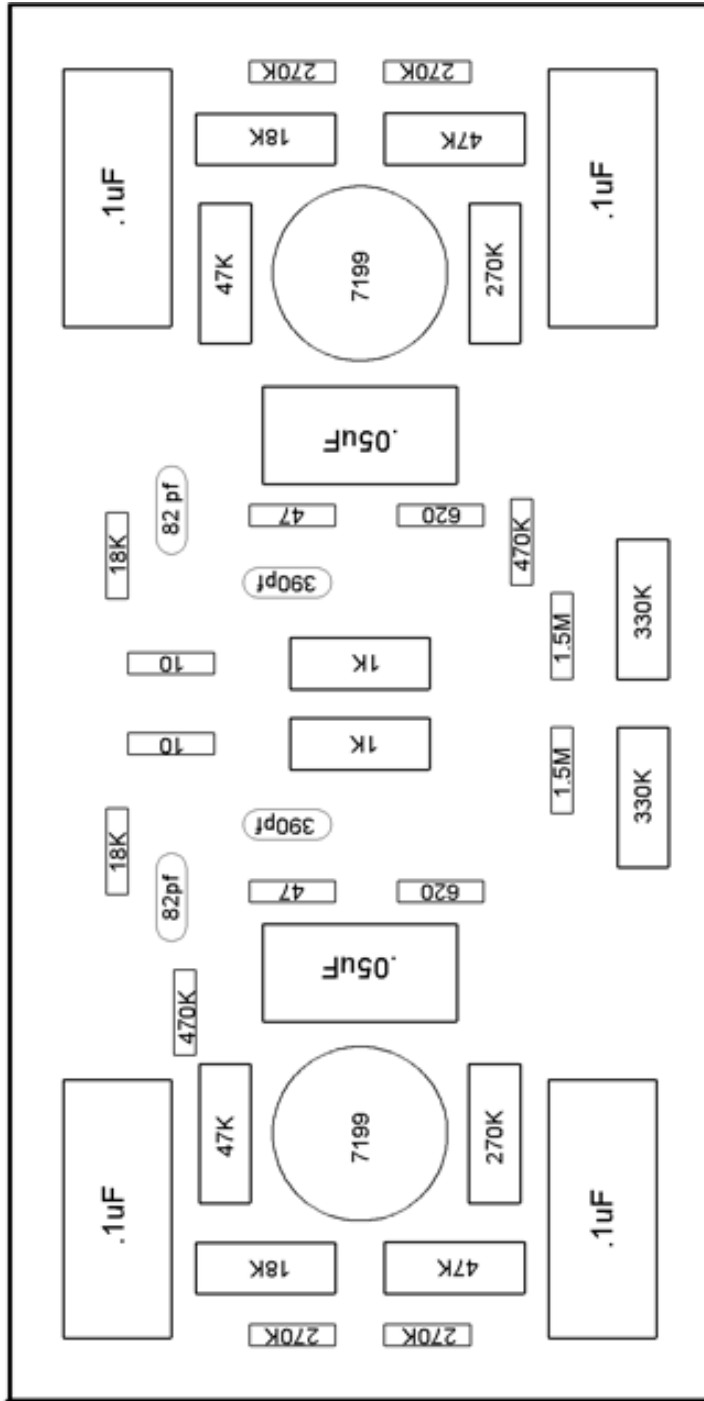 270K
270K
.1uF
18K
47K
.1uF
47K
7199
270K
.05uF
82 pf
47
620
470K
18K
390pf
330K
1.5M
10
1K
10
1K
1.5M
330K
18K
390pf
82pf
47
620
.05uF
470K
47K
7199
270K
.1uF
.1uF
18K
47K
270K
270K